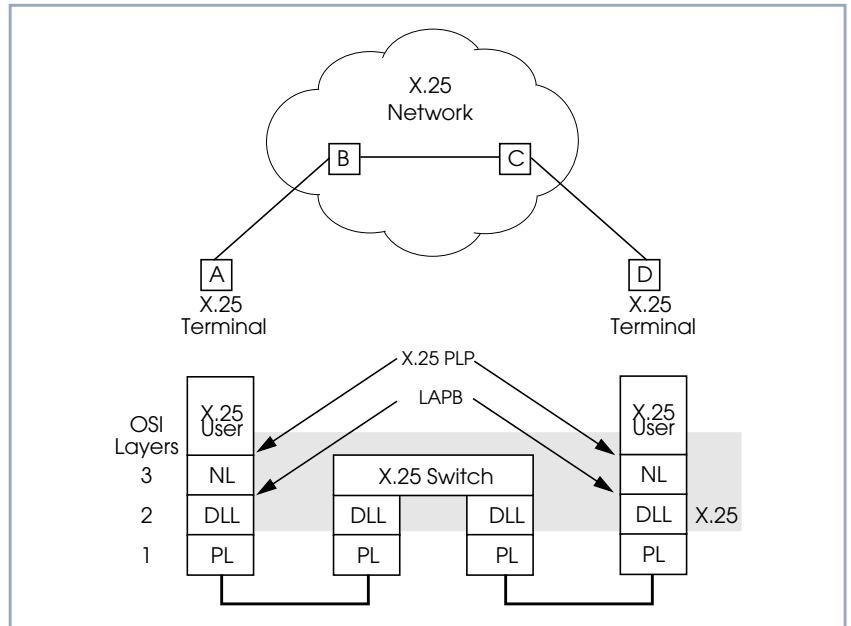 X.25
Network
B
C
A
D
X.25
Terminal
X.25
Terminal
X.25 PLP
LAPB
OSI
Layers
X.25
User
X.25
User
3
NL
X.25 Switch
NL
2
DLL
DLL
DLL
DLL
X.25
1
PL
PL
PL
PL